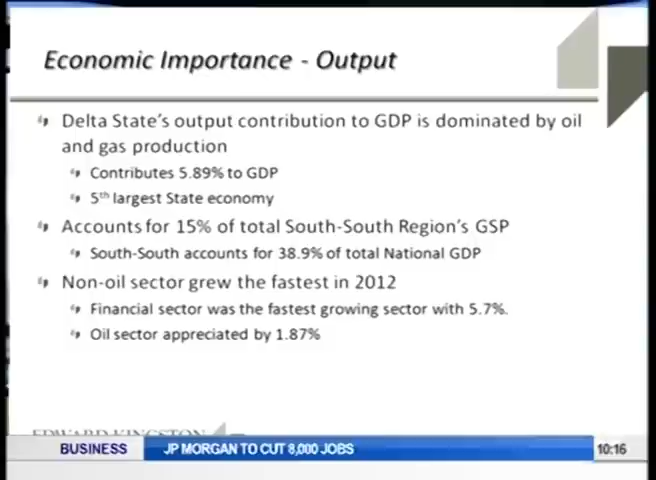 Economic Importance - Output
Delta State's output contribution to GDP is dominated by oil
and gas production
Contributes 5.89% to GDP
5th largest State economy
Accounts for 15% of total South-South Region's GSP
South-South accounts for 38.9% of total National GDP
Non-oil sector grew the fastest in 2012
Financial sector was the fastest growing sector with 5.7%.
Oil sector appreciated by 1.87%
EDWARD KINGSTON
BUSINESS JP MORGAN TO CUT 8,000 JOBS 10:16